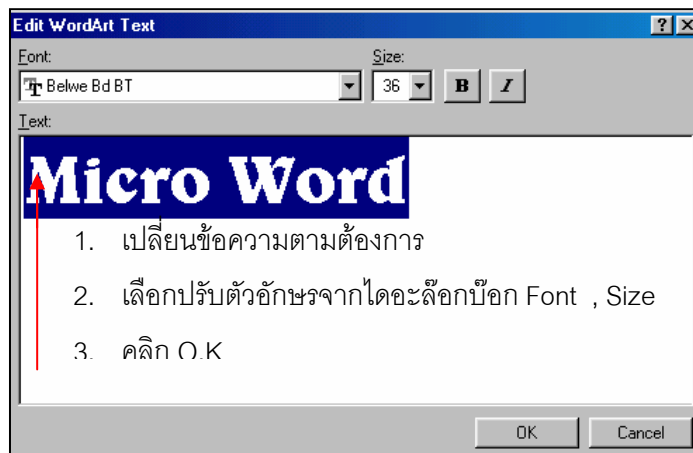 Edit WordArt Text
Font: Size:
Belwe Bd BT 36 B I
Text:
Micro Word
1. เปลี่ยนข้อความตามต้องการ
2. เลือกปรับตัวอักษรจากไดอะล๊อกบ๊อก Font , Size
3. คลิก O.K
OK Cancel